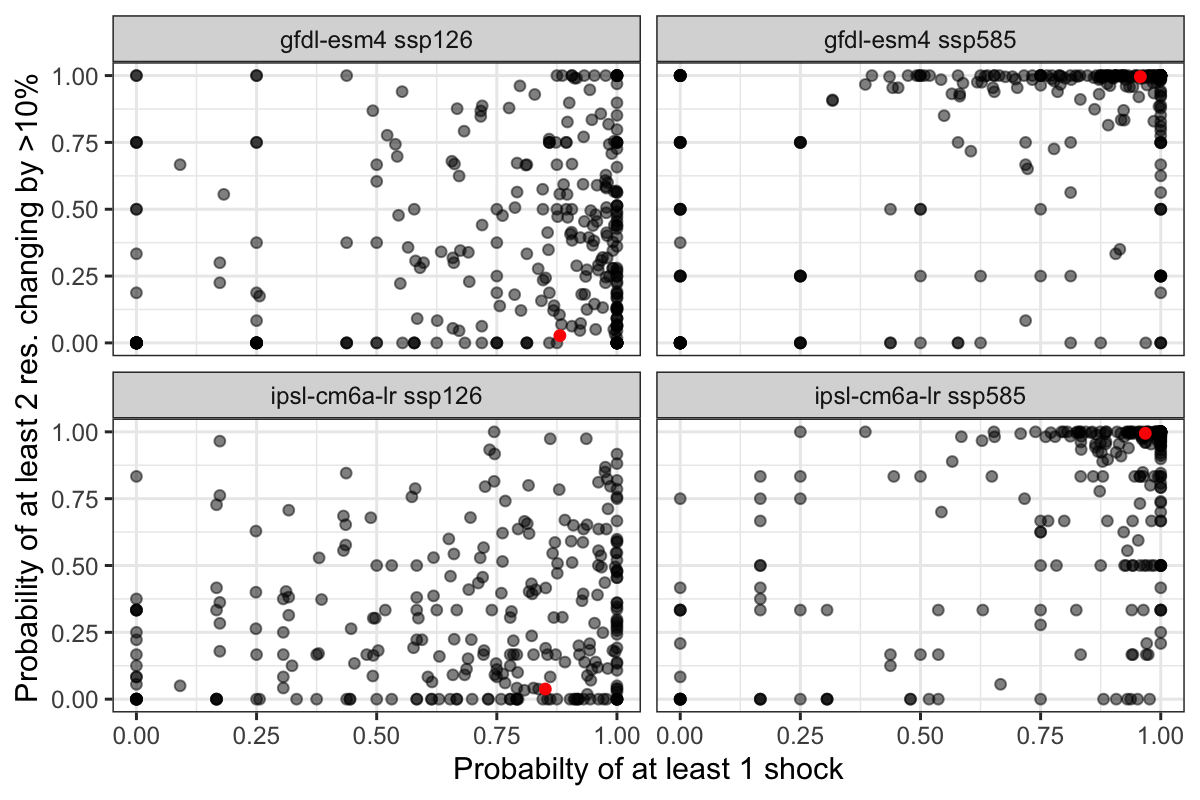 gfdl-esm4 ssp126
gfdl-esm4 ssp585
1.00
0.75
0.50
0.25
0.00
ipsl-cm6a-lr ssp126
ipsl-cm6a-lr ssp585
1.00
0.75
0.50
0.25
0.00
0.00 0.25 0.50 0.75 1.00
0.00 0.25 0.50 0.75 1.00
Probabilty of at least 1 shock
Probability of at least 2 res. changing by >10%